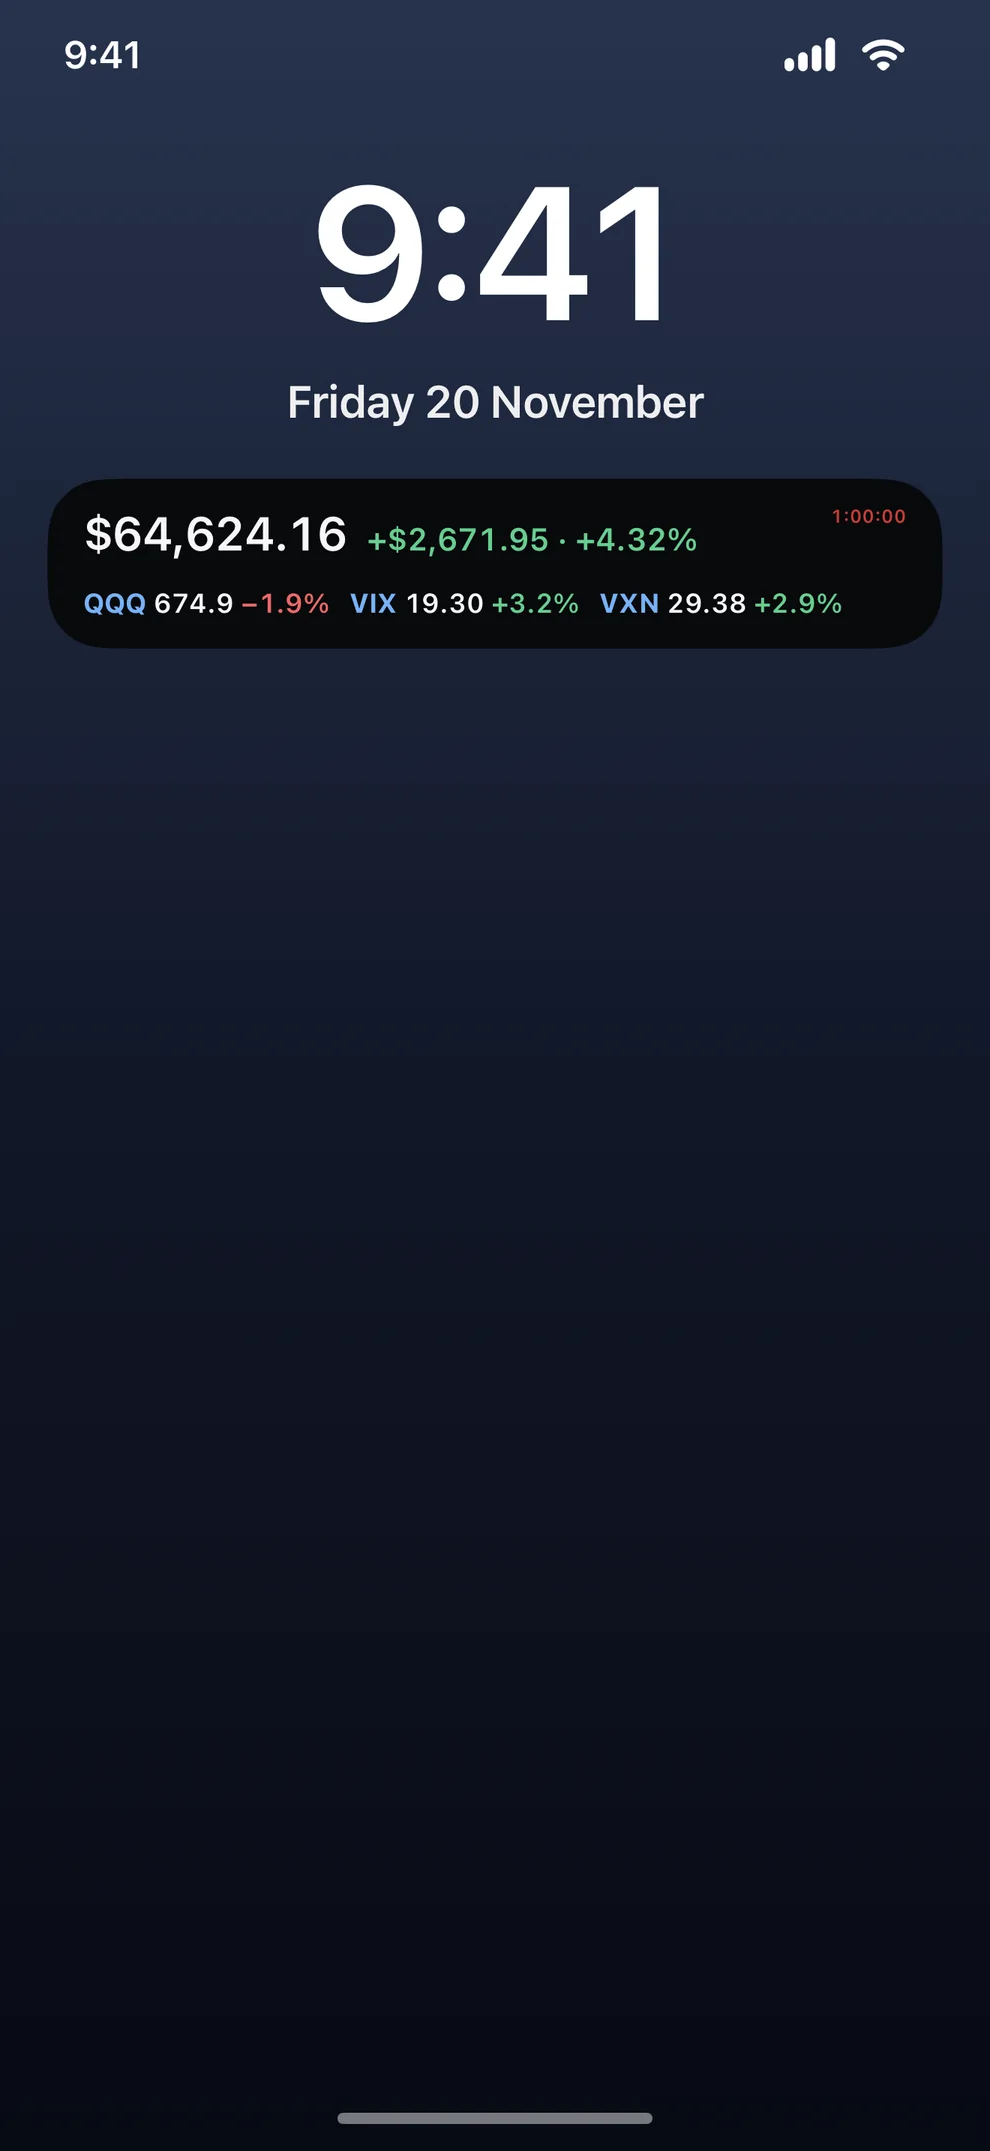 9:41
9:41
Friday 20 November
$64,624.16 +$2,671.95 · +4.32% 1:00:00
QQQ 674.9 −1.9% VIX 19.30 +3.2% VXN 29.38 +2.9%